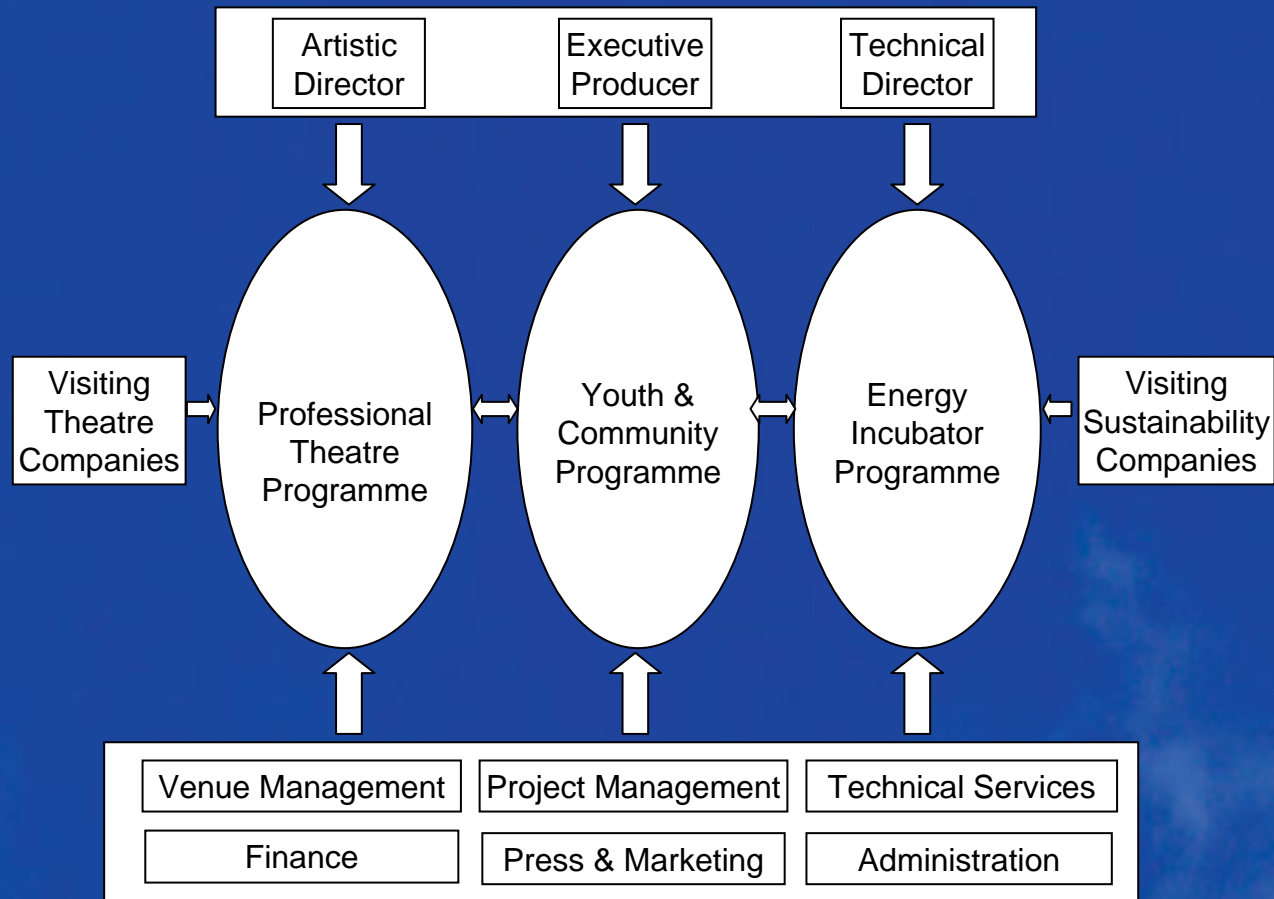 Artistic
Director
Executive
Producer
Technical
Director
Visiting
Theatre
Companies
Professional
Theatre
Programme
Youth &
Community
Programme
Energy
Incubator
Programme
Visiting
Sustainability
Companies
Venue Management
Project Management
Technical Services
Finance
Press & Marketing
Administration